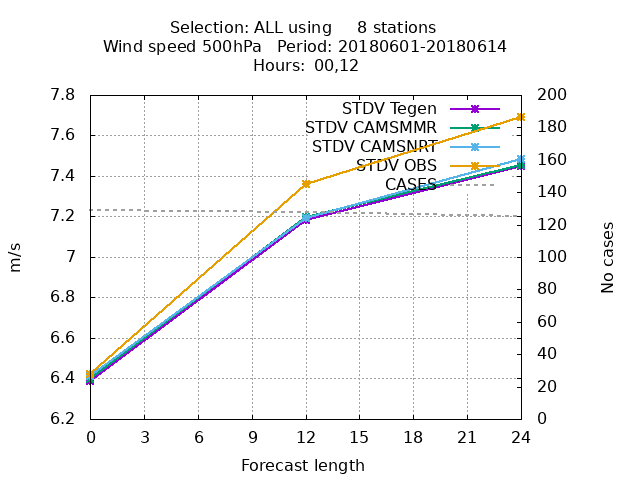 Selection: ALL using     8 stations
Wind speed 500hPa   Period: 20180601-20180614
Hours:  00,12
7.8
7.6
7.4
7.2
7
6.8
6.6
6.4
6.2
200
180
160
140
120
100
80
60
40
20
0
STDV Tegen
STDV CAMSMMR
STDV CAMSNRT
STDV OBS
CASES
m/s
No cases
0 3 6 9 12 15 18 21 24
Forecast length